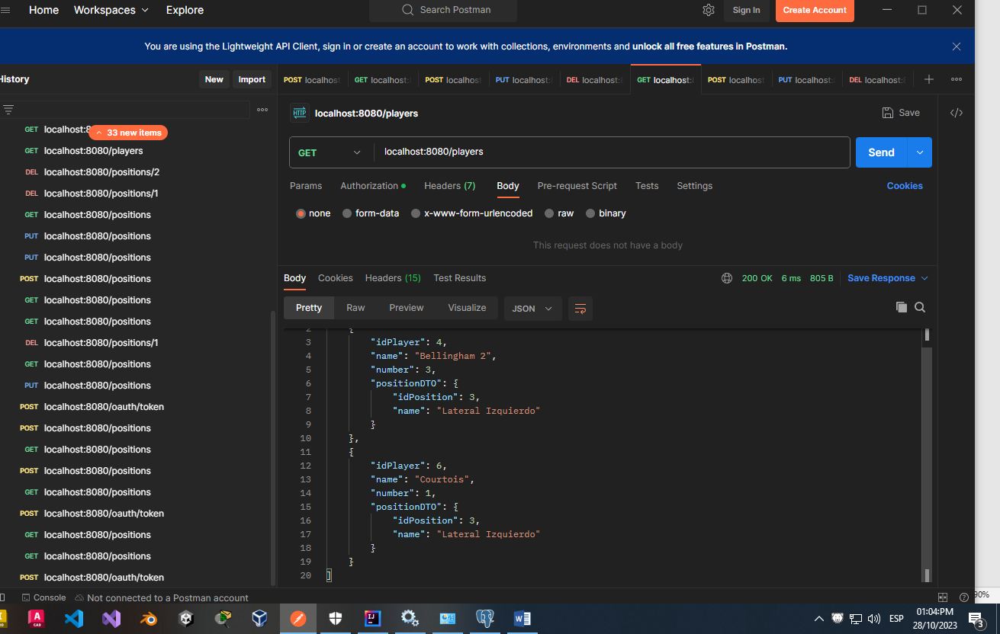 Home Workspaces Explore Search Postman Sign In Create Account
You are using the Lightweight API Client, sign in or create an account to work with collections, environments and unlock all free features in Postman.
History New Import
POST localhost GET localhost: POST localhost PUT localhost: DEL localhost: GET localhost: POST localhost PUT localhost: DEL localhost:
HTTP localhost:8080/players Save </>
GET localhost:8080/players Send
Params Authorization Headers (7) Body Pre-request Script Tests Settings Cookies
none form-data x-www-form-urlencoded raw binary
This request does not have a body
GET localhost:8
33 new items
GET localhost:8080/players
DEL localhost:8080/positions/2
DEL localhost:8080/positions/1
GET localhost:8080/positions
PUT localhost:8080/positions
PUT localhost:8080/positions
POST localhost:8080/positions
GET localhost:8080/positions
GET localhost:8080/positions
DEL localhost:8080/positions/1
GET localhost:8080/positions
PUT localhost:8080/positions
POST localhost:8080/oauth/token
POST localhost:8080/positions
GET localhost:8080/positions
POST localhost:8080/positions
GET localhost:8080/positions
POST localhost:8080/oauth/token
GET localhost:8080/positions
GET localhost:8080/positions
POST localhost:8080/oauth/token
Body Cookies Headers (15) Test Results 200 OK 6 ms 805 B Save Response
Pretty Raw Preview Visualize JSON
2 {
3 "idPlayer": 4,
4 "name": "Bellingham 2",
5 "number": 3,
6 "positionDTO": {
7 "idPosition": 3,
8 "name": "Lateral Izquierdo"
9 }
10 },
11 {
12 "idPlayer": 6,
13 "name": "Courtois",
14 "number": 1,
15 "positionDTO": {
16 "idPosition": 3,
17 "name": "Lateral Izquierdo"
18 }
19 }
20 ]
Console Not connected to a Postman account
90%
ESP
01:04:PM
28/10/2023
3